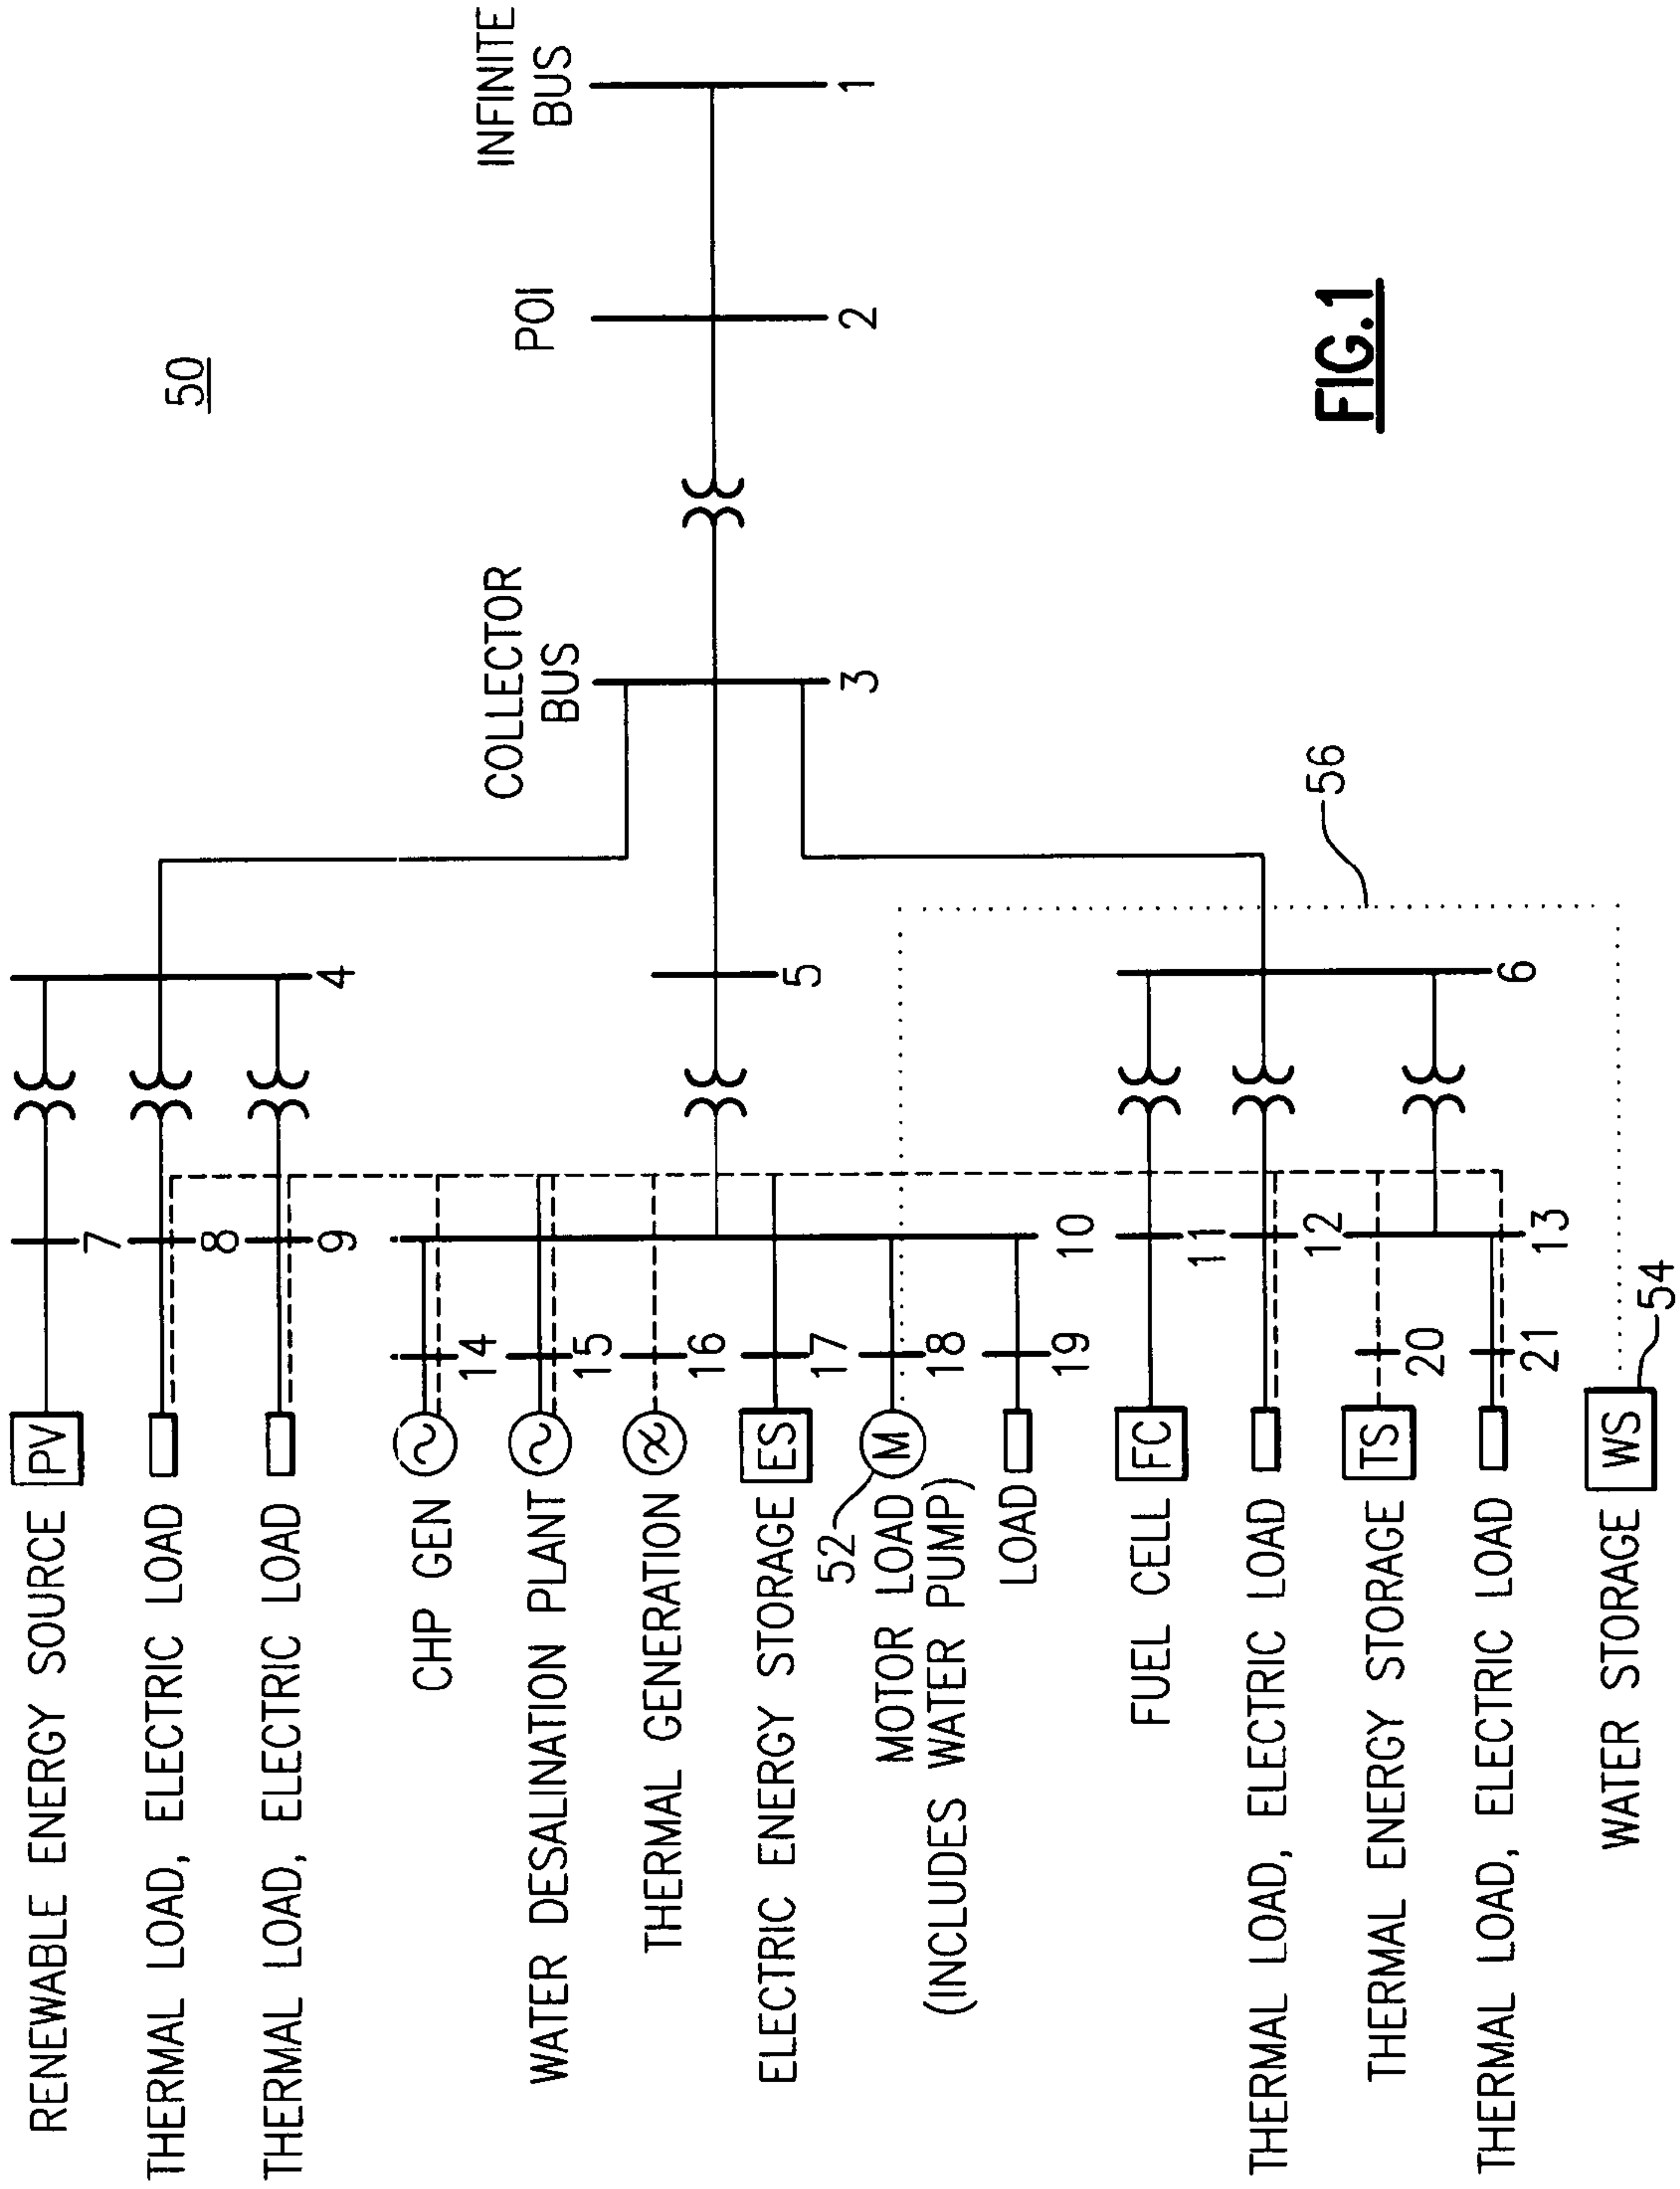 50
INFINITE
BUS
1
POI
2
COLLECTOR
BUS
3
4
5
6
56
7
8
9
10
11
12
13
14
15
16
17
18
19
20
21
PV
RENEWABLE ENERGY SOURCE
THERMAL LOAD, ELECTRIC LOAD
THERMAL LOAD, ELECTRIC LOAD
CHP GEN
WATER DESALINATION PLANT
THERMAL GENERATION
ES
ELECTRIC ENERGY STORAGE
M
52
MOTOR LOAD
(INCLUDES WATER PUMP)
LOAD
FC
FUEL CELL
THERMAL LOAD, ELECTRIC LOAD
TS
THERMAL ENERGY STORAGE
THERMAL LOAD, ELECTRIC LOAD
WS
54
WATER STORAGE
FIG.1